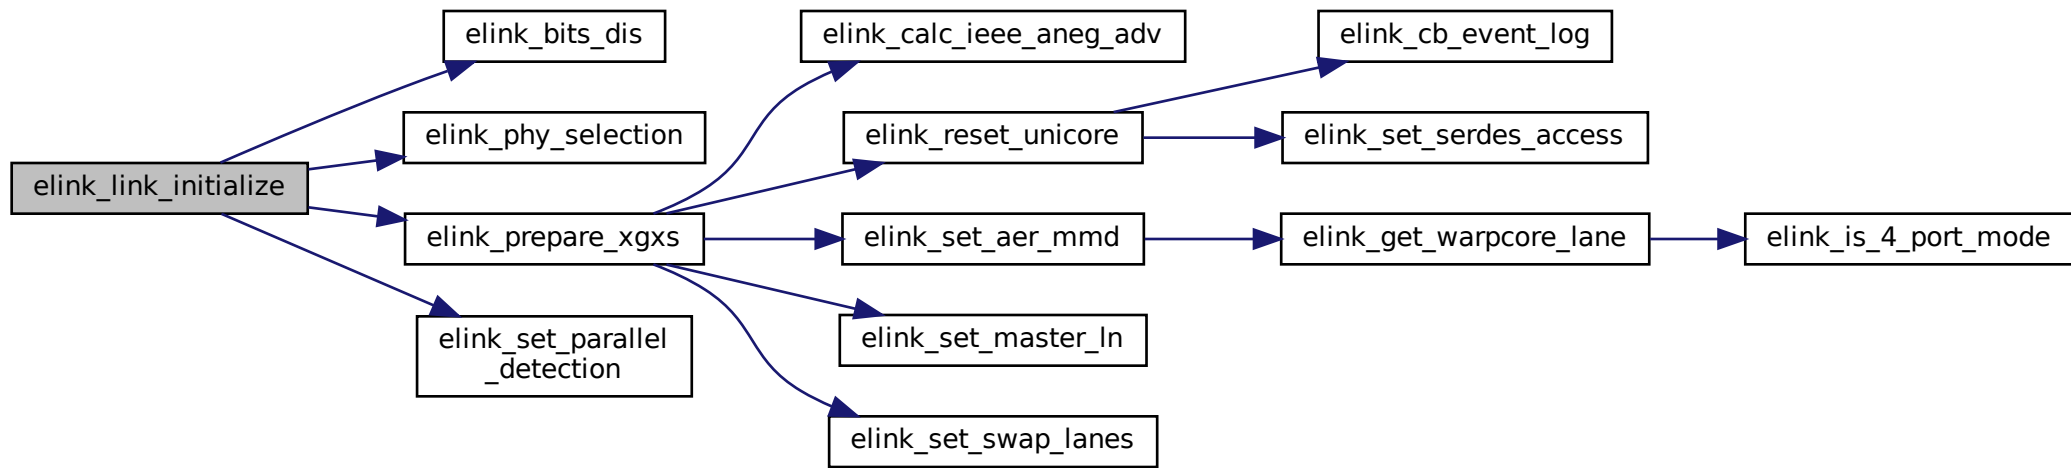 elink_link_initialize
elink_bits_dis
elink_phy_selection
elink_prepare_xgxs
elink_set_parallel
_detection
elink_calc_ieee_aneg_adv
elink_reset_unicore
elink_set_aer_mmd
elink_set_master_ln
elink_set_swap_lanes
elink_cb_event_log
elink_set_serdes_access
elink_get_warpcore_lane
elink_is_4_port_mode